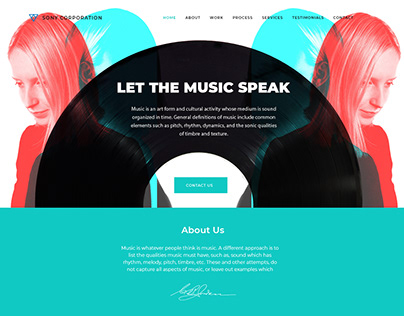 SONY CORPORATION
HOME ABOUT WORK PROCESS SERVICES TESTIMONIALS CONTACT
LET THE MUSIC SPEAK
Music is an art form and cultural activity whose medium is sound
organized in time. General definitions of music include common
elements such as pitch, rhythm, dynamics, and the sonic qualities
of timbre and texture.
CONTACT US
About Us
Music is whatever people think is music. A different approach is to
list the qualities music must have, such as, sound which has
rhythm, melody, pitch, timbre, etc. These and other attempts, do
not capture all aspects of music, or leave out examples which